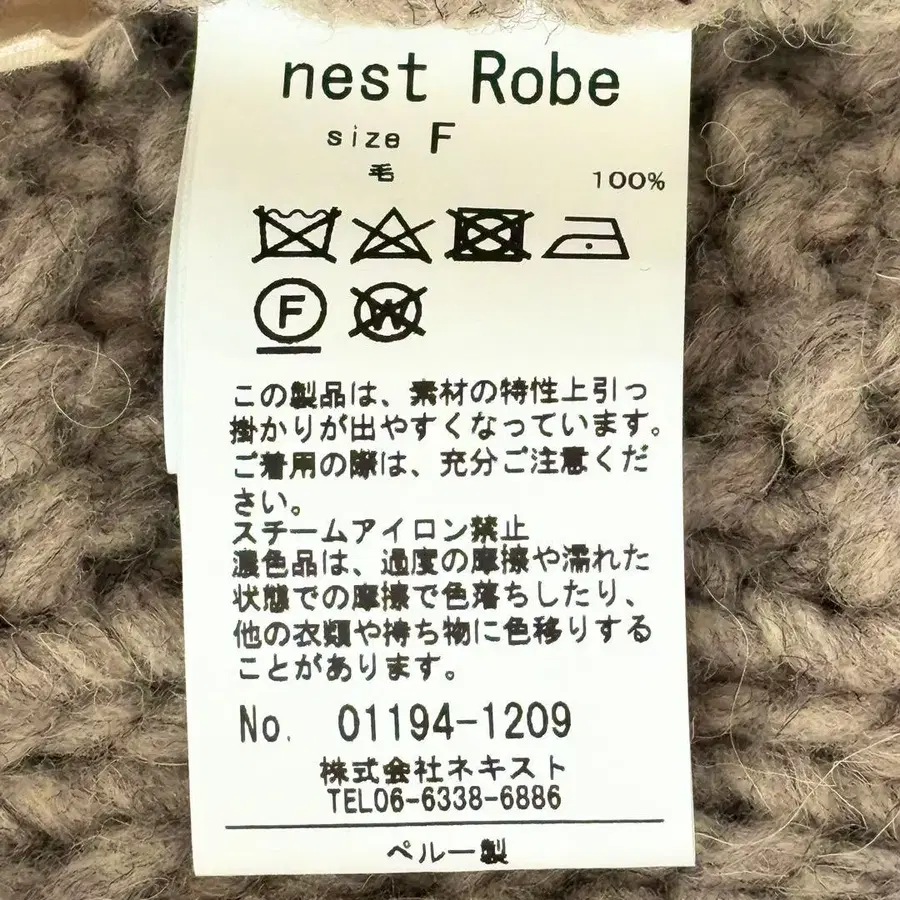 nest Robe
size F
毛 100%
F
W
この製品は、素材の特性上引っ
掛かりが出やすくなっています。
ご着用の際は、充分ご注意くだ
さい。
スチームアイロン禁止
濃色品は、過度の摩擦や濡れた
状態での摩擦で色落ちしたり、
他の衣類や持ち物に色移りする
ことがあります。
No. 01194-1209
株式会社ネキスト
TEL06-6338-6886
ペルー製